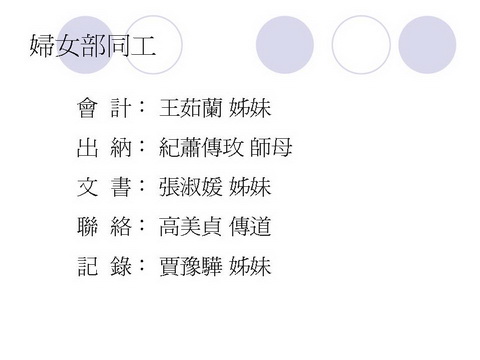 婦女部同工
會 計： 王茹蘭 姊妹
出 納： 紀蕭傳玫 師母
文 書： 張淑媛 姊妹
聯 絡： 高美貞 傳道
記 錄： 賈豫驊 姊妹